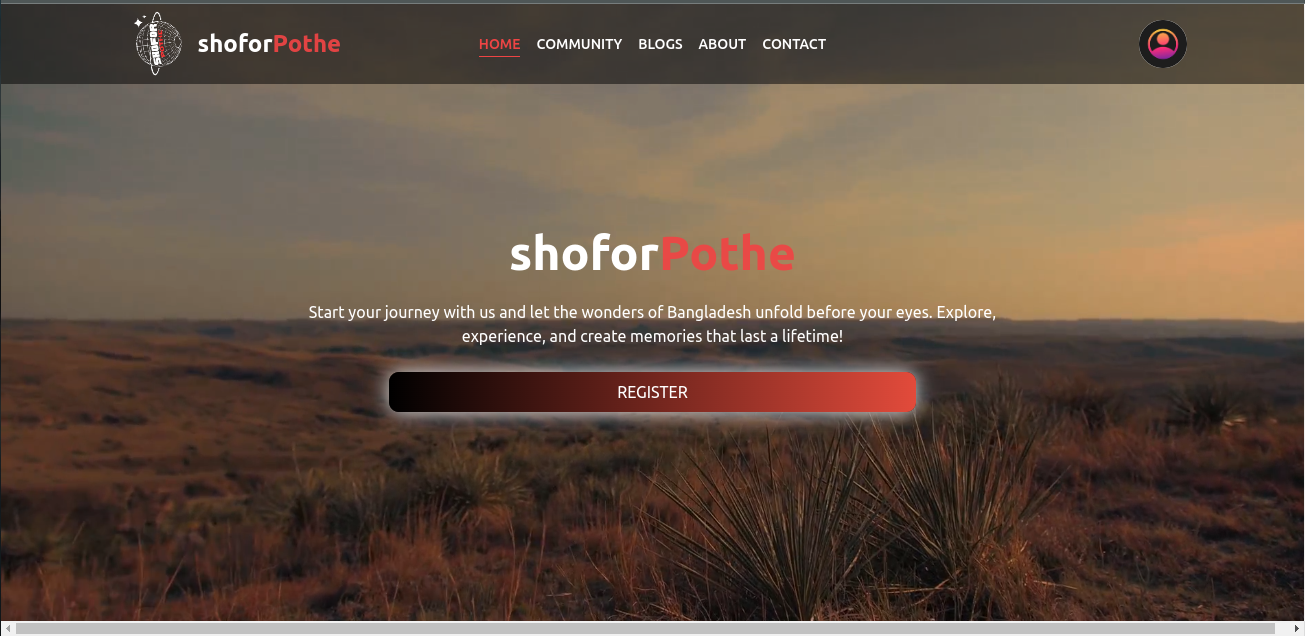 shoforPothe
HOME COMMUNITY BLOGS ABOUT CONTACT
shoforPothe
Start your journey with us and let the wonders of Bangladesh unfold before your eyes. Explore,
experience, and create memories that last a lifetime!
REGISTER